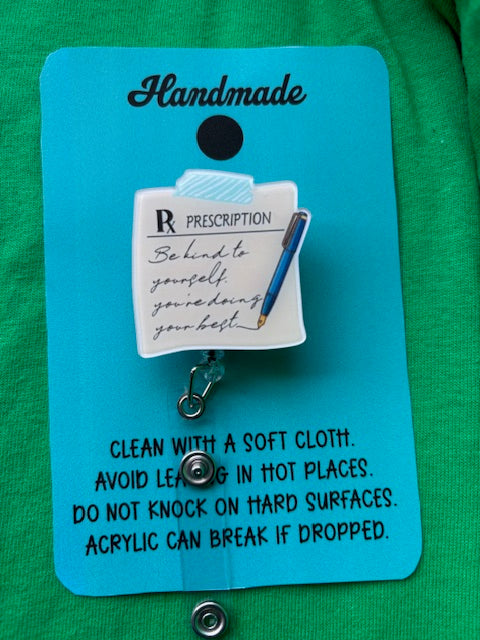 Handmade
Rx PRESCRIPTION
Be kind to
yourself.
you're doing
your best
CLEAN WITH A SOFT CLOTH.
AVOID IN HOT PLACES.
DO NOT KNOCK ON HARD SURFACES.
ACRYLIC CAN BREAK IF DROPPED.